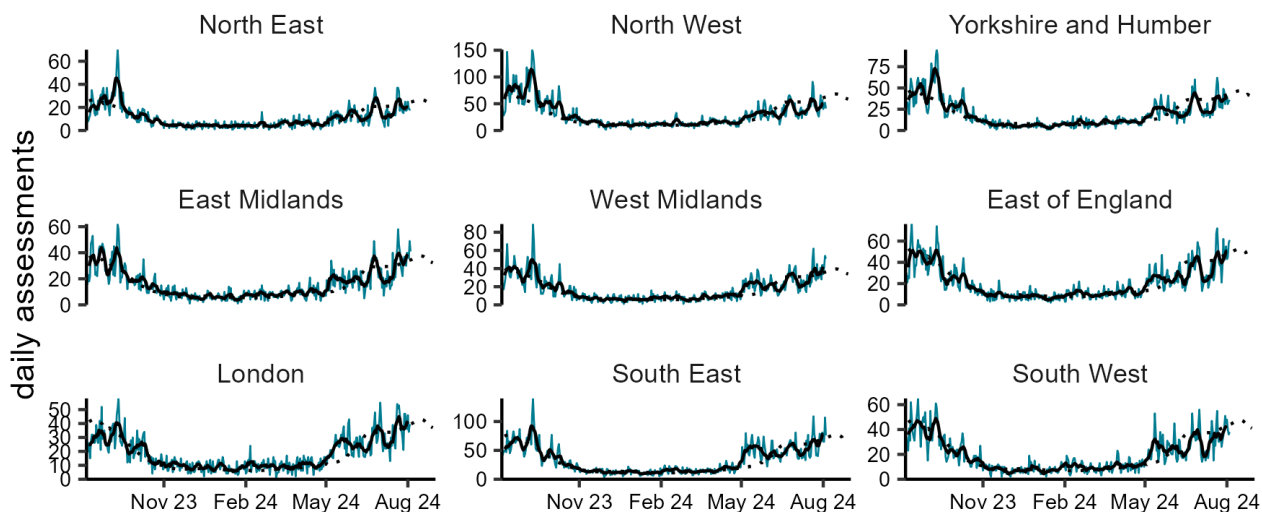 North East
North West
Yorkshire and Humber
60
40
20
0
150
100
50
0
75
50
25
0
daily assessments
East Midlands
West Midlands
East of England
60
40
20
0
80
60
40
20
0
60
40
20
0
London
South East
South West
50
40
30
20
10
0
100
50
0
60
40
20
0
Nov 23 Feb 24 May 24 Aug 24
Nov 23 Feb 24 May 24 Aug 24
Nov 23 Feb 24 May 24 Aug 24